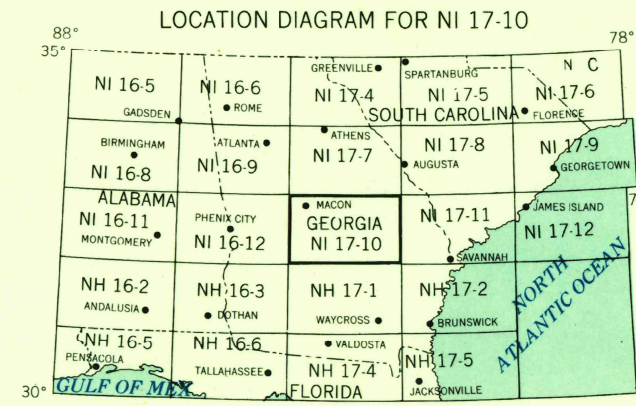 LOCATION DIAGRAM FOR NI 17-10
88° 78°
35°
GREENVILLE SPARTANBURG N C
NI 16-5 NI 16-6 NI 17-4 NI 17-5 NI 17-6
GADSDEN ROME SOUTH CAROLINA FLORENCE
BIRMINGHAM ATLANTA ATHENS NI 17-8 NI 17-9
NI 16-8 NI 16-9 NI 17-7 AUGUSTA GEORGETOWN
ALABAMA MACON JAMES ISLAND
NI 16-11 PHENIX CITY GEORGIA NI 17-11 NI 17-12
MONTGOMERY NI 16-12 NI 17-10 SAVANNAH
NH 16-2 NH 16-3 NH 17-1 NH 17-2 NORTH
ATLANTIC OCEAN
ANDALUSIA DOTHAN WAYCROSS BRUNSWICK
NH 16-5 NH 16-6 VALDOSTA
PENSACOLA TALLAHASSEE NH 17-4 NH 17-5
30° GULF OF MEX FLORIDA JACKSONVILLE